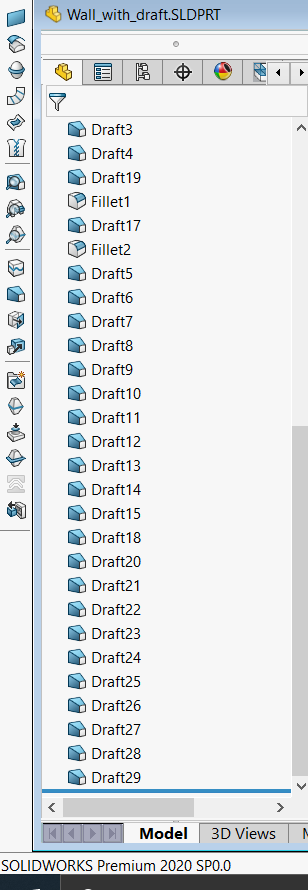 Wall_with_draft.SLDPRT
Draft3
Draft4
Draft19
Fillet1
Draft17
Fillet2
Draft5
Draft6
Draft7
Draft8
Draft9
Draft10
Draft11
Draft12
Draft13
Draft14
Draft15
Draft18
Draft20
Draft21
Draft22
Draft23
Draft24
Draft25
Draft26
Draft27
Draft28
Draft29
Model 3D Views M
SOLIDWORKS Premium 2020 SP0.0